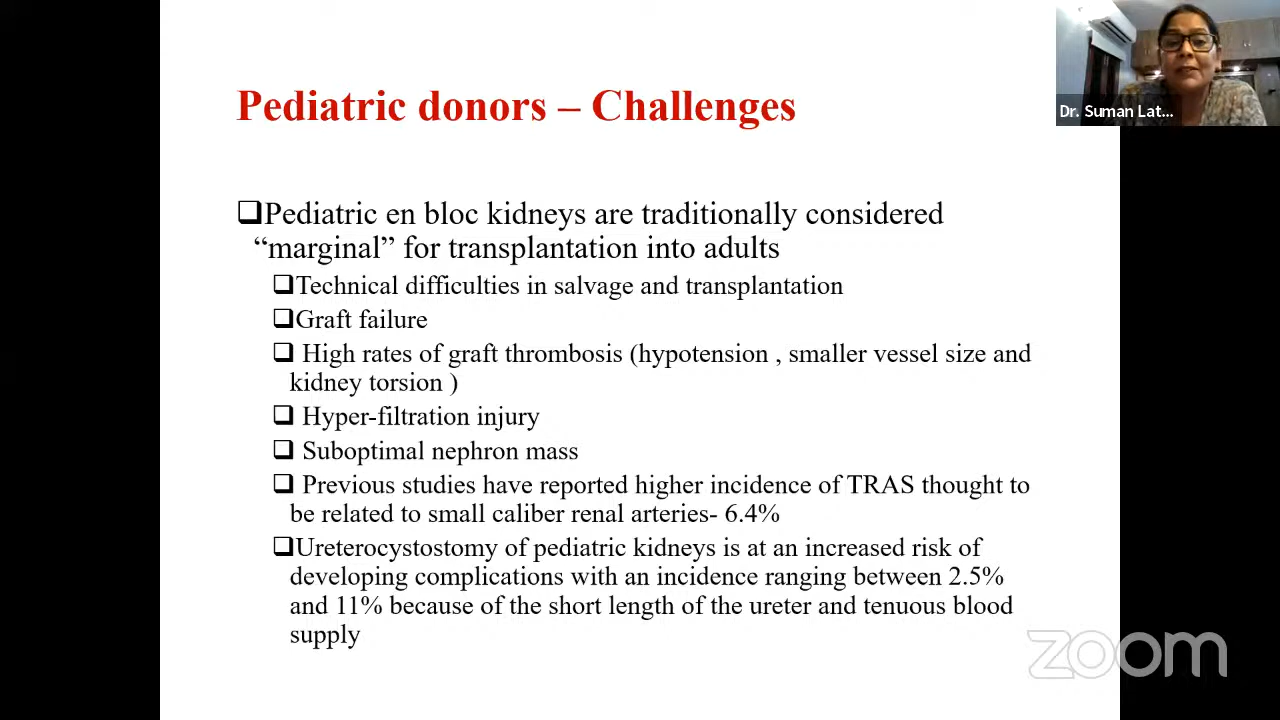 Pediatric donors – Challenges
Dr. Suman Lat...
❑Pediatric en bloc kidneys are traditionally considered
“marginal” for transplantation into adults
❑Technical difficulties in salvage and transplantation
❑Graft failure
❑ High rates of graft thrombosis (hypotension , smaller vessel size and
kidney torsion )
❑ Hyper-filtration injury
❑ Suboptimal nephron mass
❑ Previous studies have reported higher incidence of TRAS thought to
be related to small caliber renal arteries- 6.4%
❑Ureterocystostomy of pediatric kidneys is at an increased risk of
developing complications with an incidence ranging between 2.5%
and 11% because of the short length of the ureter and tenuous blood
supply
zoom